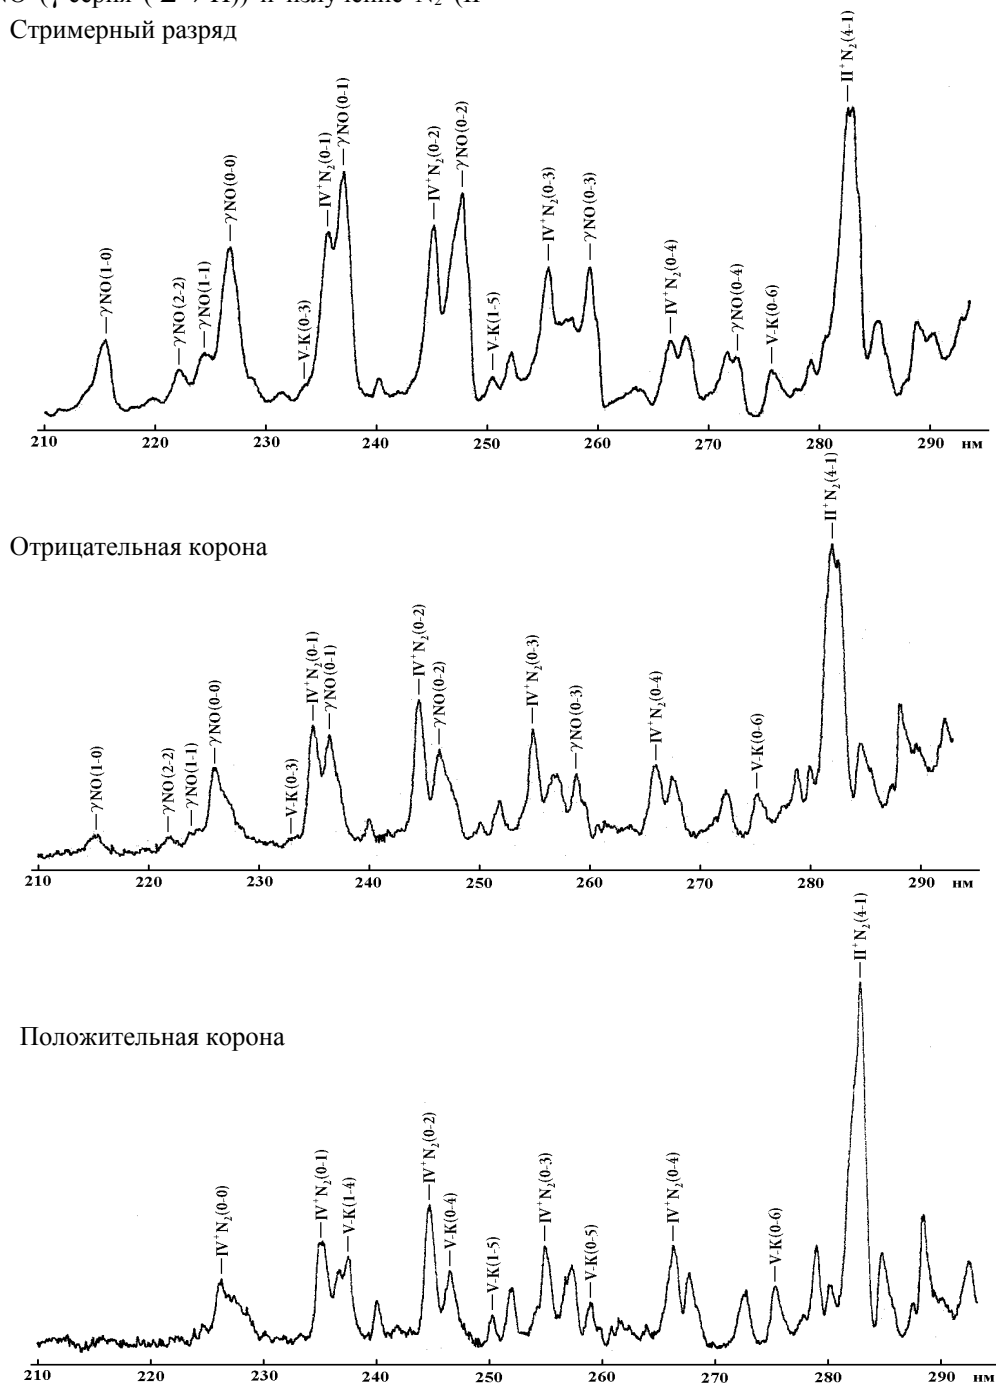 NO (γ-серия (²Σ→²Π)) и излучение N₂ (II⁺
Стримерный разряд
γNO(1-0)
γNO(2-2)
γNO(1-1)
γNO(0-0)
V-K(0-3)
IV⁺N₂(0-1)
γNO(0-1)
IV⁺N₂(0-2)
γNO(0-2)
V-K(1-5)
IV⁺N₂(0-3)
γNO(0-3)
IV⁺N₂(0-4)
γNO(0-4)
V-K(0-6)
II⁺N₂(4-1)
210 220 230 240 250 260 270 280 290 нм
Отрицательная корона
γNO(1-0)
γNO(2-2)
γNO(1-1)
γNO(0-0)
V-K(0-3)
IV⁺N₂(0-1)
γNO(0-1)
IV⁺N₂(0-2)
γNO(0-2)
IV⁺N₂(0-3)
γNO(0-3)
IV⁺N₂(0-4)
V-K(0-6)
II⁺N₂(4-1)
210 220 230 240 250 260 270 280 290 нм
Положительная корона
IV⁺N₂(0-0)
IV⁺N₂(0-1)
V-K(1-4)
IV⁺N₂(0-2)
V-K(0-4)
V-K(1-5)
IV⁺N₂(0-3)
V-K(0-5)
IV⁺N₂(0-4)
V-K(0-6)
II⁺N₂(4-1)
210 220 230 240 250 260 270 280 290 нм